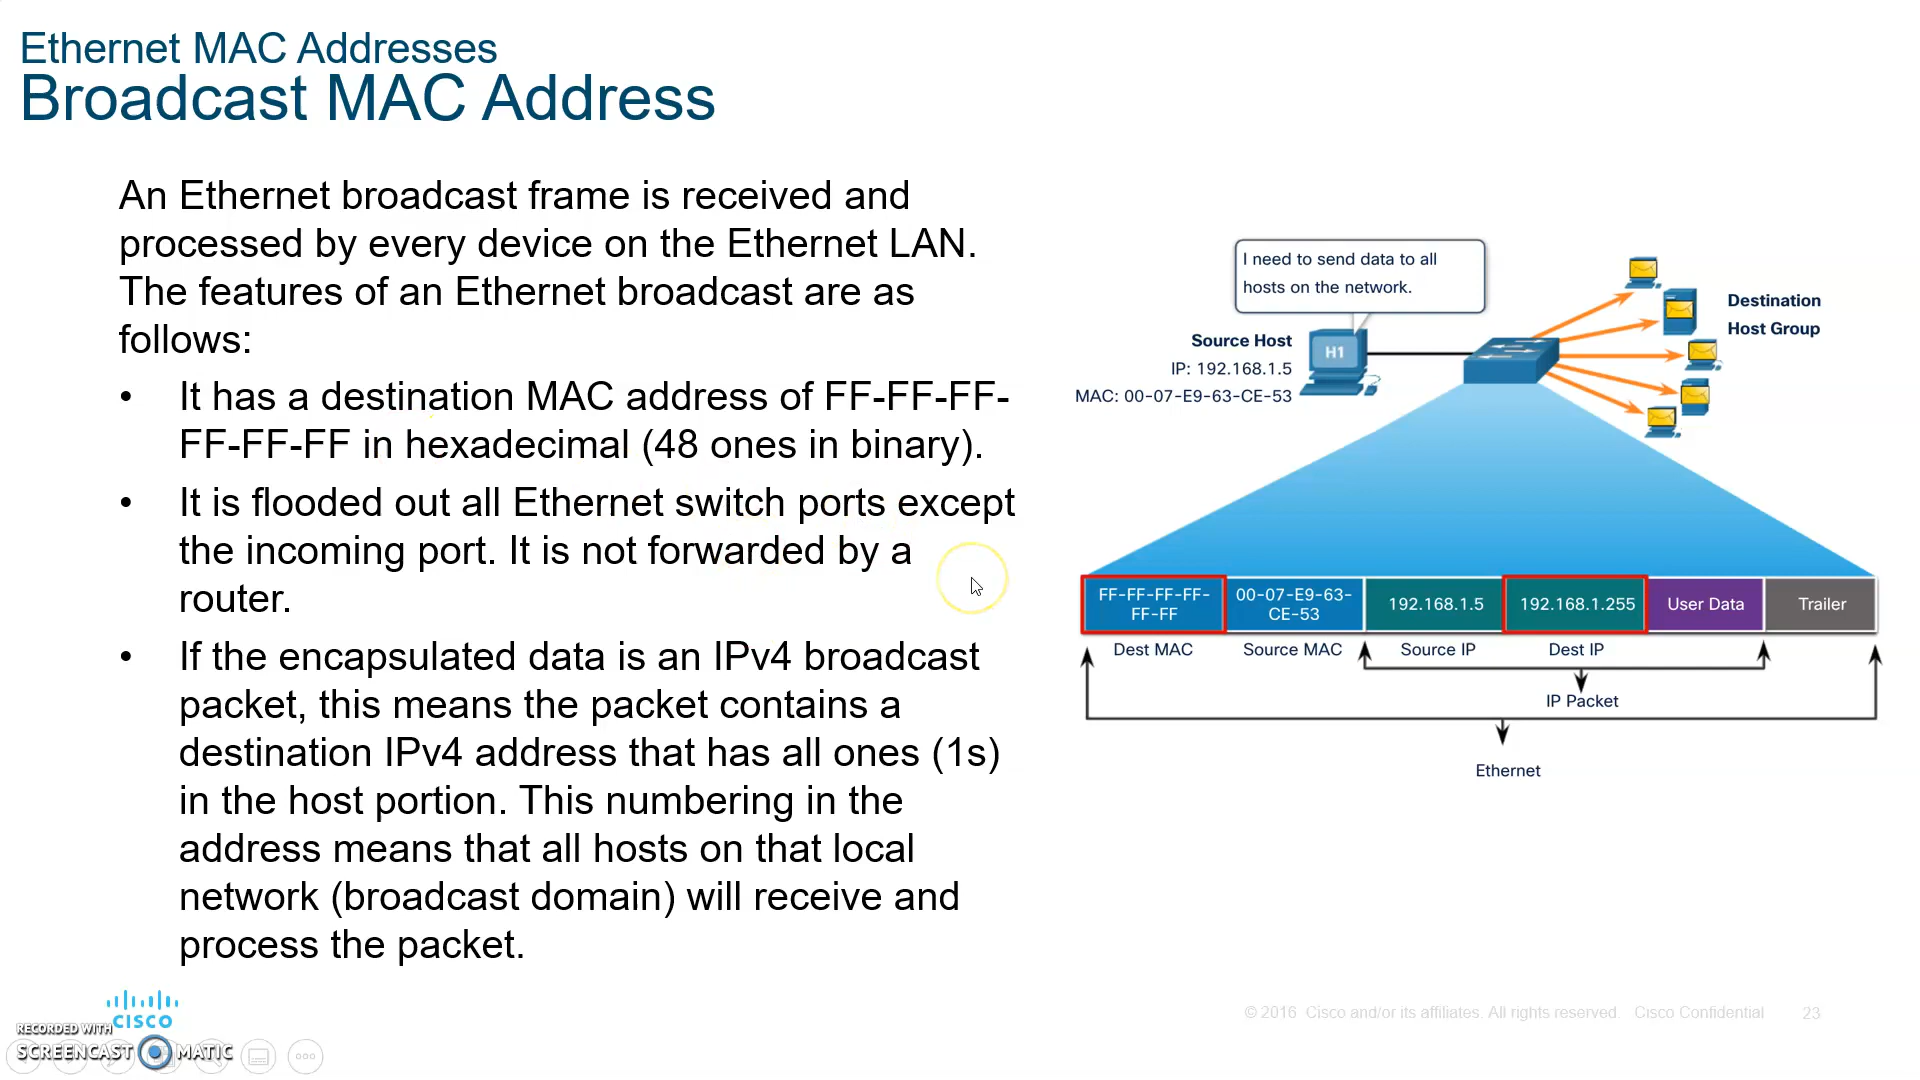 Ethernet MAC Addresses
Broadcast MAC Address
An Ethernet broadcast frame is received and
processed by every device on the Ethernet LAN.
The features of an Ethernet broadcast are as
follows:
• It has a destination MAC address of FF-FF-FF-
FF-FF-FF in hexadecimal (48 ones in binary).
• It is flooded out all Ethernet switch ports except
the incoming port. It is not forwarded by a
router.
• If the encapsulated data is an IPv4 broadcast
packet, this means the packet contains a
destination IPv4 address that has all ones (1s)
in the host portion. This numbering in the
address means that all hosts on that local
network (broadcast domain) will receive and
process the packet.
I need to send data to all
hosts on the network.
Source Host
IP: 192.168.1.5
MAC: 00-07-E9-63-CE-53
H1
Destination
Host Group
FF-FF-FF-FF-
FF-FF
00-07-E9-63-
CE-53
192.168.1.5
192.168.1.255
User Data
Trailer
Dest MAC
Source MAC
Source IP
Dest IP
IP Packet
Ethernet
CISCO
RECORDED WITH
SCREENCAST MATIC
© 2016 Cisco and/or its affiliates. All rights reserved. Cisco Confidential
23